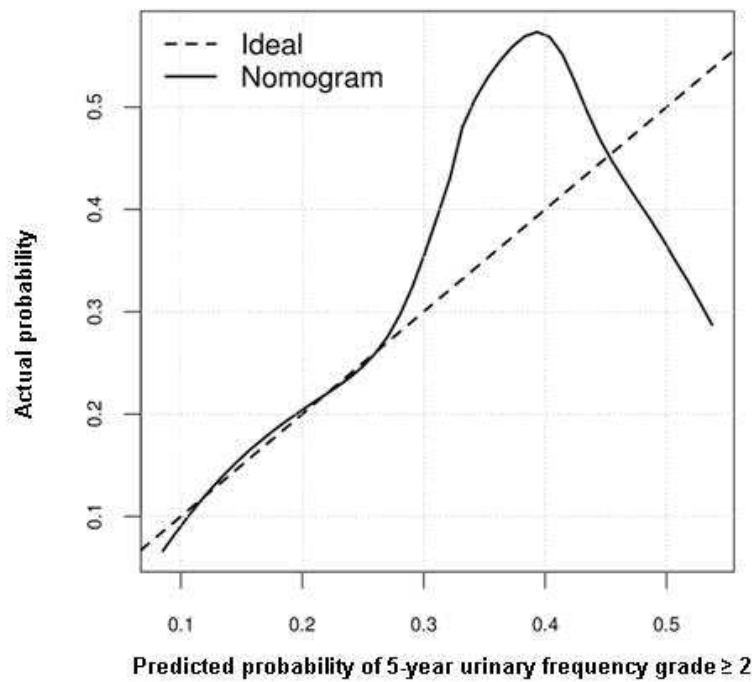 Ideal
Nomogram
Actual probability
0.5
0.4
0.3
0.2
0.1
0.1 0.2 0.3 0.4 0.5
Predicted probability of 5-year urinary frequency grade ≥ 2